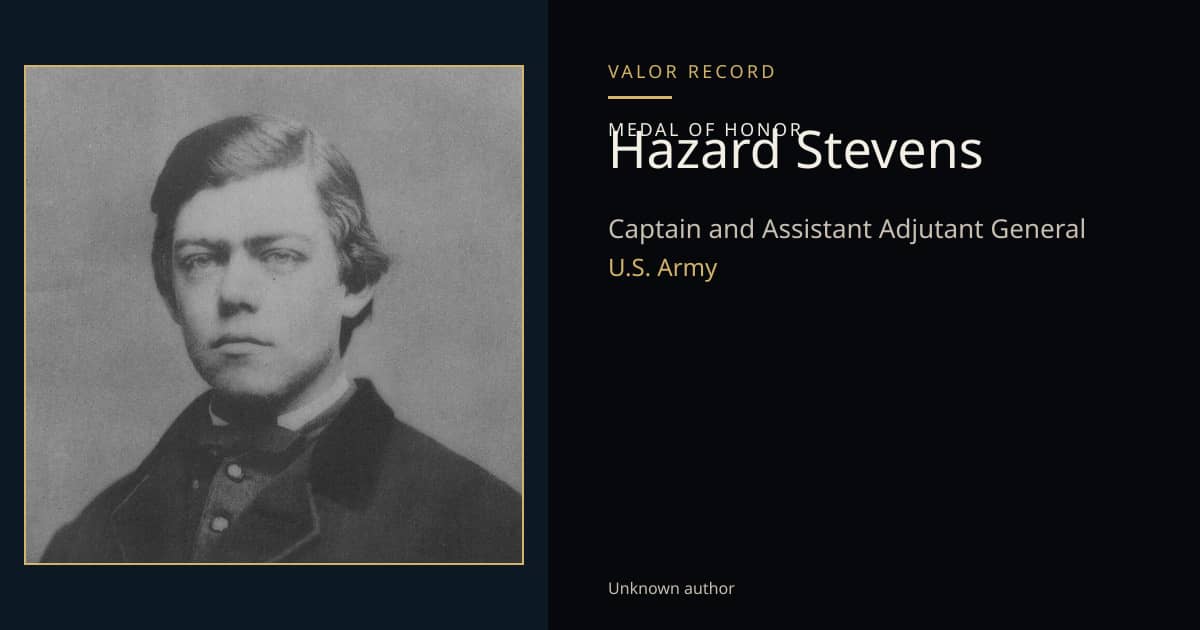 VALOR RECORD
MEDAL OF HONOR
Hazard Stevens
Captain and Assistant Adjutant General
U.S. Army
Unknown author